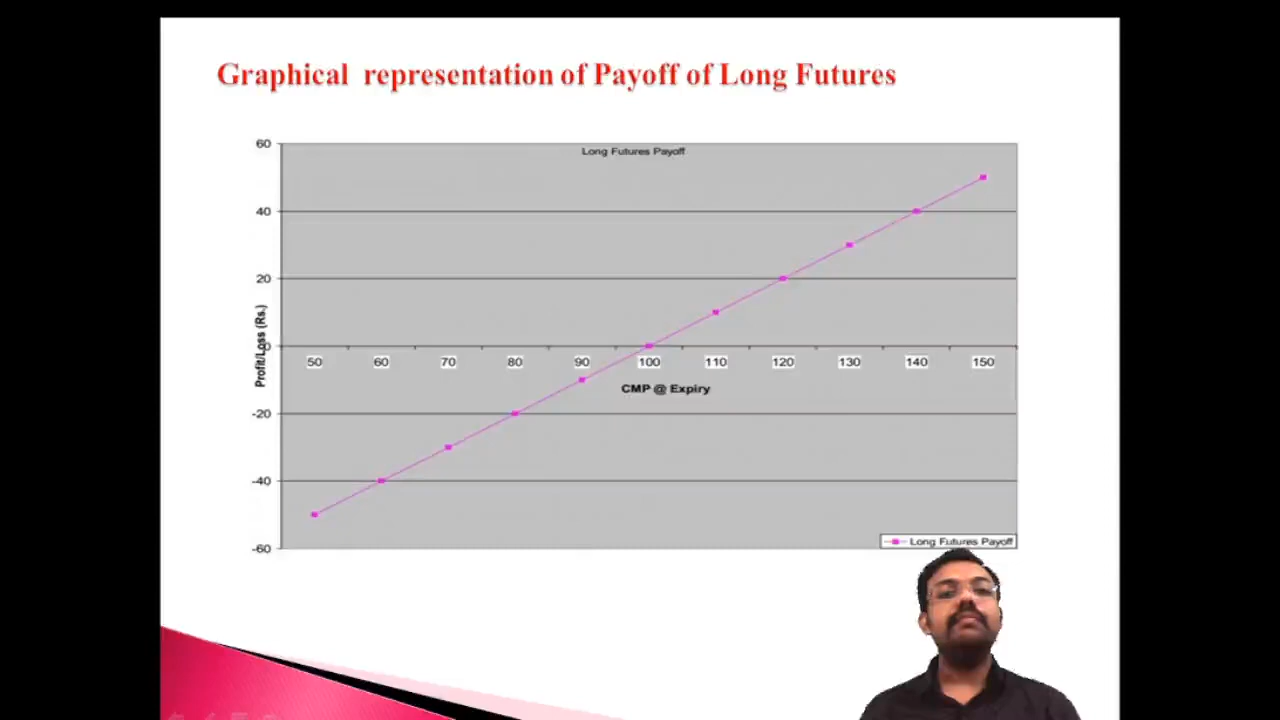 Graphical representation of Payoff of Long Futures
Long Futures Payoff
60
40
20
0
-20
-40
-60
Profit/Loss (Rs.)
50 60 70 80 90 100 110 120 130 140 150
CMP @ Expiry
Long Futures Payoff